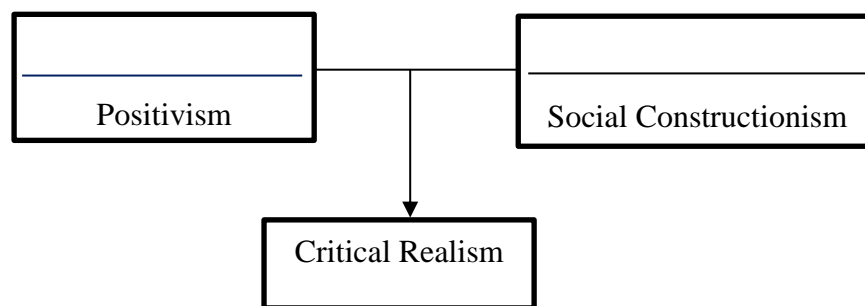 Positivism
Social Constructionism
Critical Realism